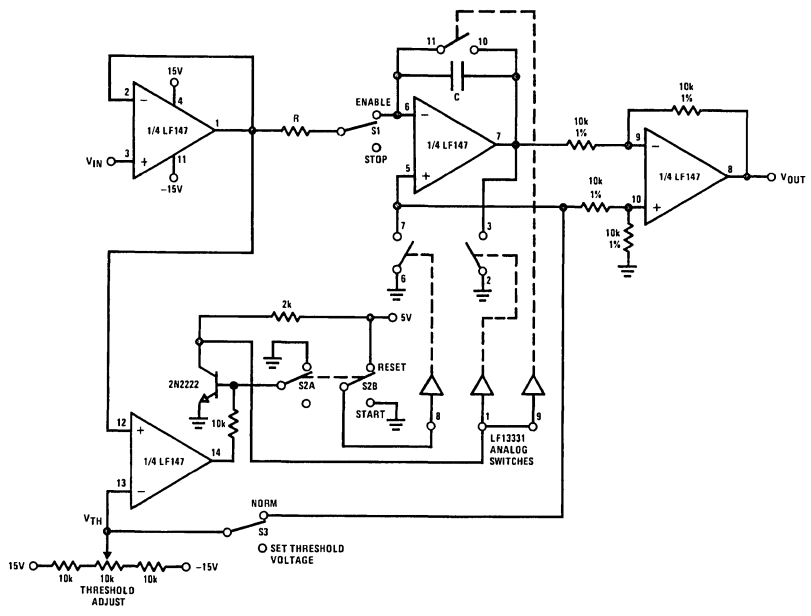 15V
2
4
1
1/4 LF147
3
11
VIN
-15V
R
ENABLE
S1
STOP
11
10
C
6
7
1/4 LF147
5
10k
1%
10k
1%
9
8
1/4 LF147
VOUT
10k
1%
10
10k
1%
7
3
6
2
2k
5V
RESET
2N2222
S2A
S2B
START
10k
8
1
9
LF13331
ANALOG
SWITCHES
12
14
1/4 LF147
13
VTH
NORM
S3
SET THRESHOLD
VOLTAGE
15V
10k
10k
10k
-15V
THRESHOLD
ADJUST